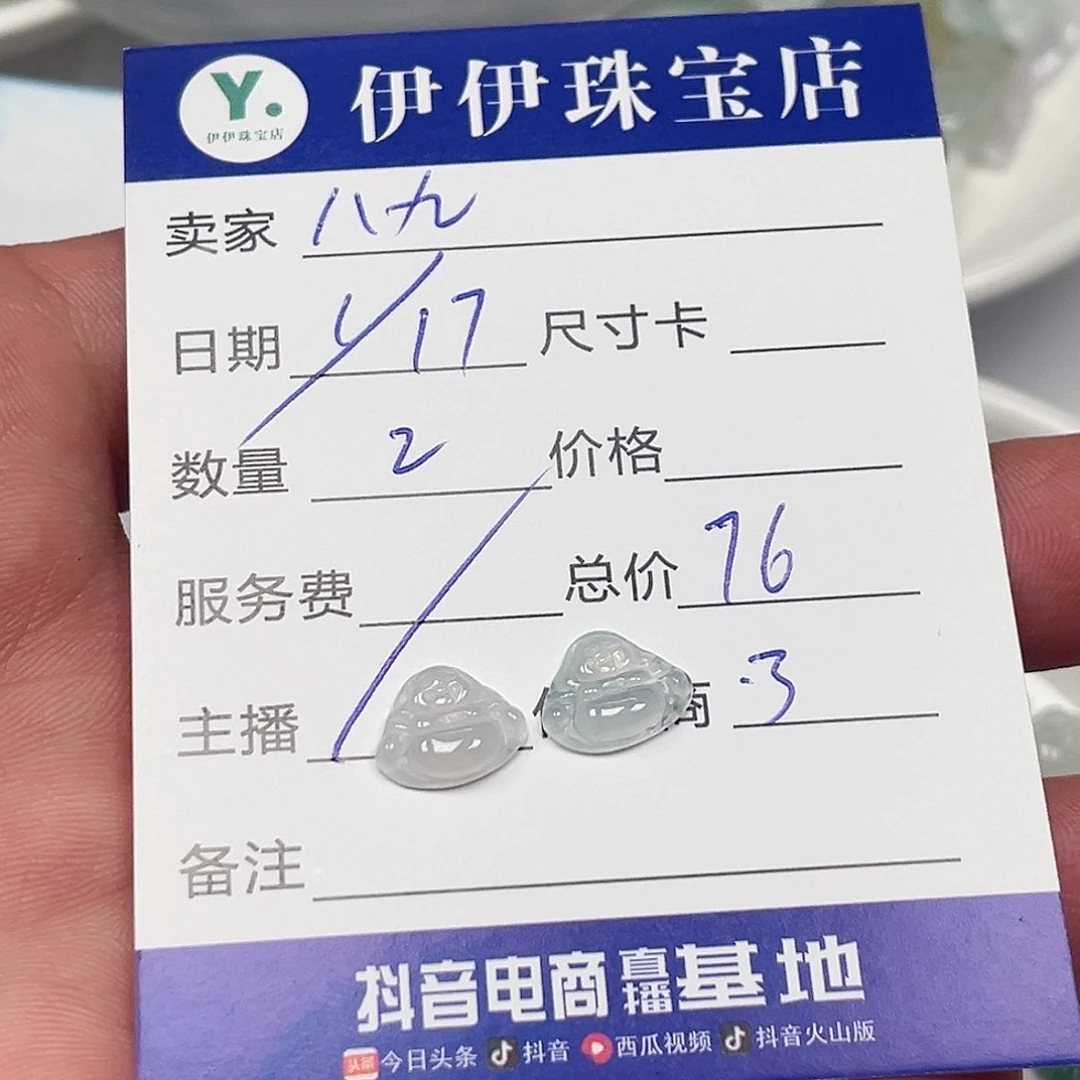 Y.
伊伊珠宝店
伊伊珠宝店
卖家 八九
日期 1/17 尺寸卡
数量 2 价格
服务费 总价 76
主播 商 3
备注
抖音电商直播基地
头条 今日头条 抖音 西瓜视频 抖音火山版